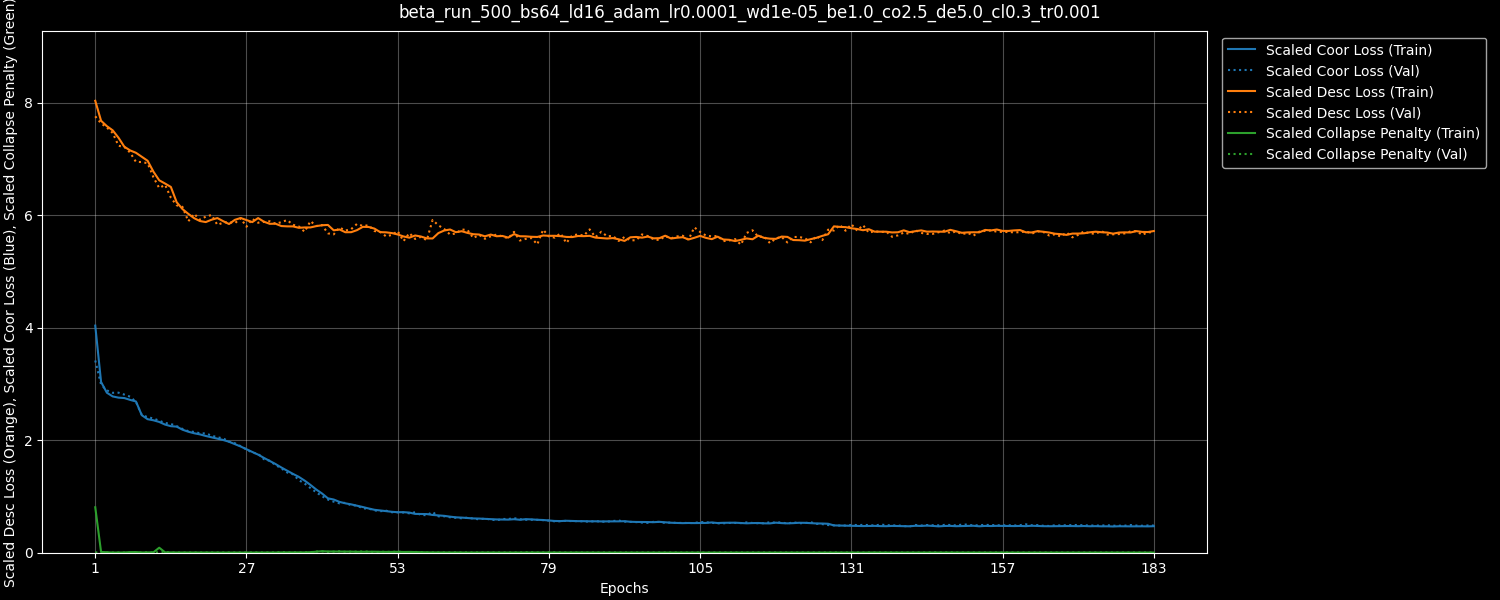 beta_run_500_bs64_ld16_adam_lr0.0001_wd1e-05_be1.0_co2.5_de5.0_cl0.3_tr0.001
Scaled Desc Loss (Orange), Scaled Coor Loss (Blue), Scaled Collapse Penalty (Green)
8
6
4
2
0
1 27 53 79 105 131 157 183
Epochs
Scaled Coor Loss (Train)
Scaled Coor Loss (Val)
Scaled Desc Loss (Train)
Scaled Desc Loss (Val)
Scaled Collapse Penalty (Train)
Scaled Collapse Penalty (Val)